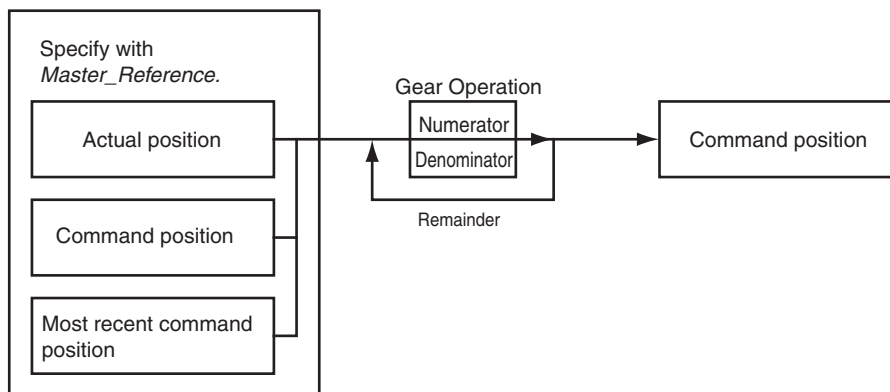 Specify with
Master_Reference.
Actual position
Command position
Most recent command
position
Gear Operation
Numerator
Denominator
Remainder
Command position